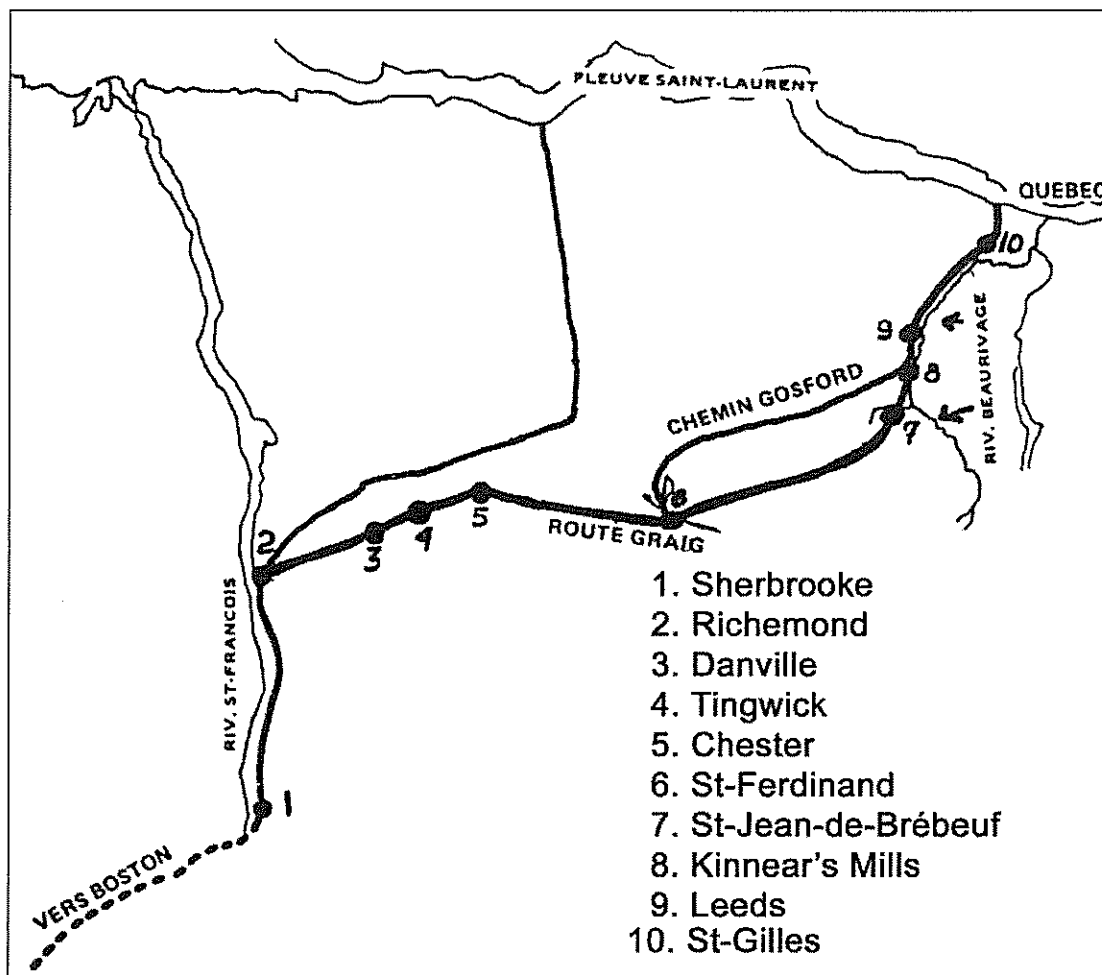 FLEUVE SAINT-LAURENT
QUEBEC
10
9
RIV. BEAURIVAGE
8
CHEMIN GOSFORD
7
6
5
4
3
2
ROUTE GRAIG
RIV. ST-FRANCOIS
1
VERS BOSTON
1. Sherbrooke
2. Richemond
3. Danville
4. Tingwick
5. Chester
6. St-Ferdinand
7. St-Jean-de-Brébeuf
8. Kinnear's Mills
9. Leeds
10. St-Gilles